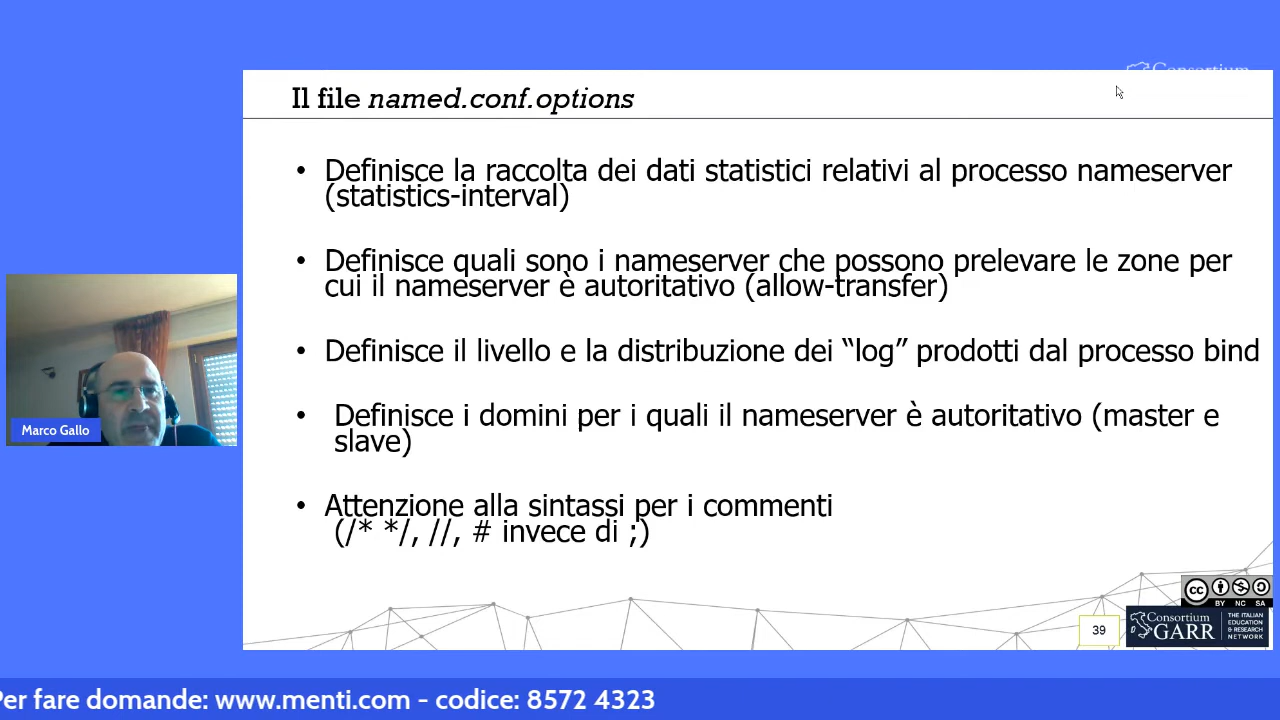 Consortium
Il file named.conf.options
• Definisce la raccolta dei dati statistici relativi al processo nameserver
(statistics-interval)
• Definisce quali sono i nameserver che possono prelevare le zone per
cui il nameserver è autoritativo (allow-transfer)
• Definisce il livello e la distribuzione dei “log” prodotti dal processo bind
• Definisce i domini per i quali il nameserver è autoritativo (master e
slave)
• Attenzione alla sintassi per i commenti
(/* */, //, # invece di ;)
Marco Gallo
cc
BY NC SA
39
Consortium
GARR
THE ITALIAN
EDUCATION
& RESEARCH
NETWORK
Per fare domande: www.menti.com - codice: 8572 4323